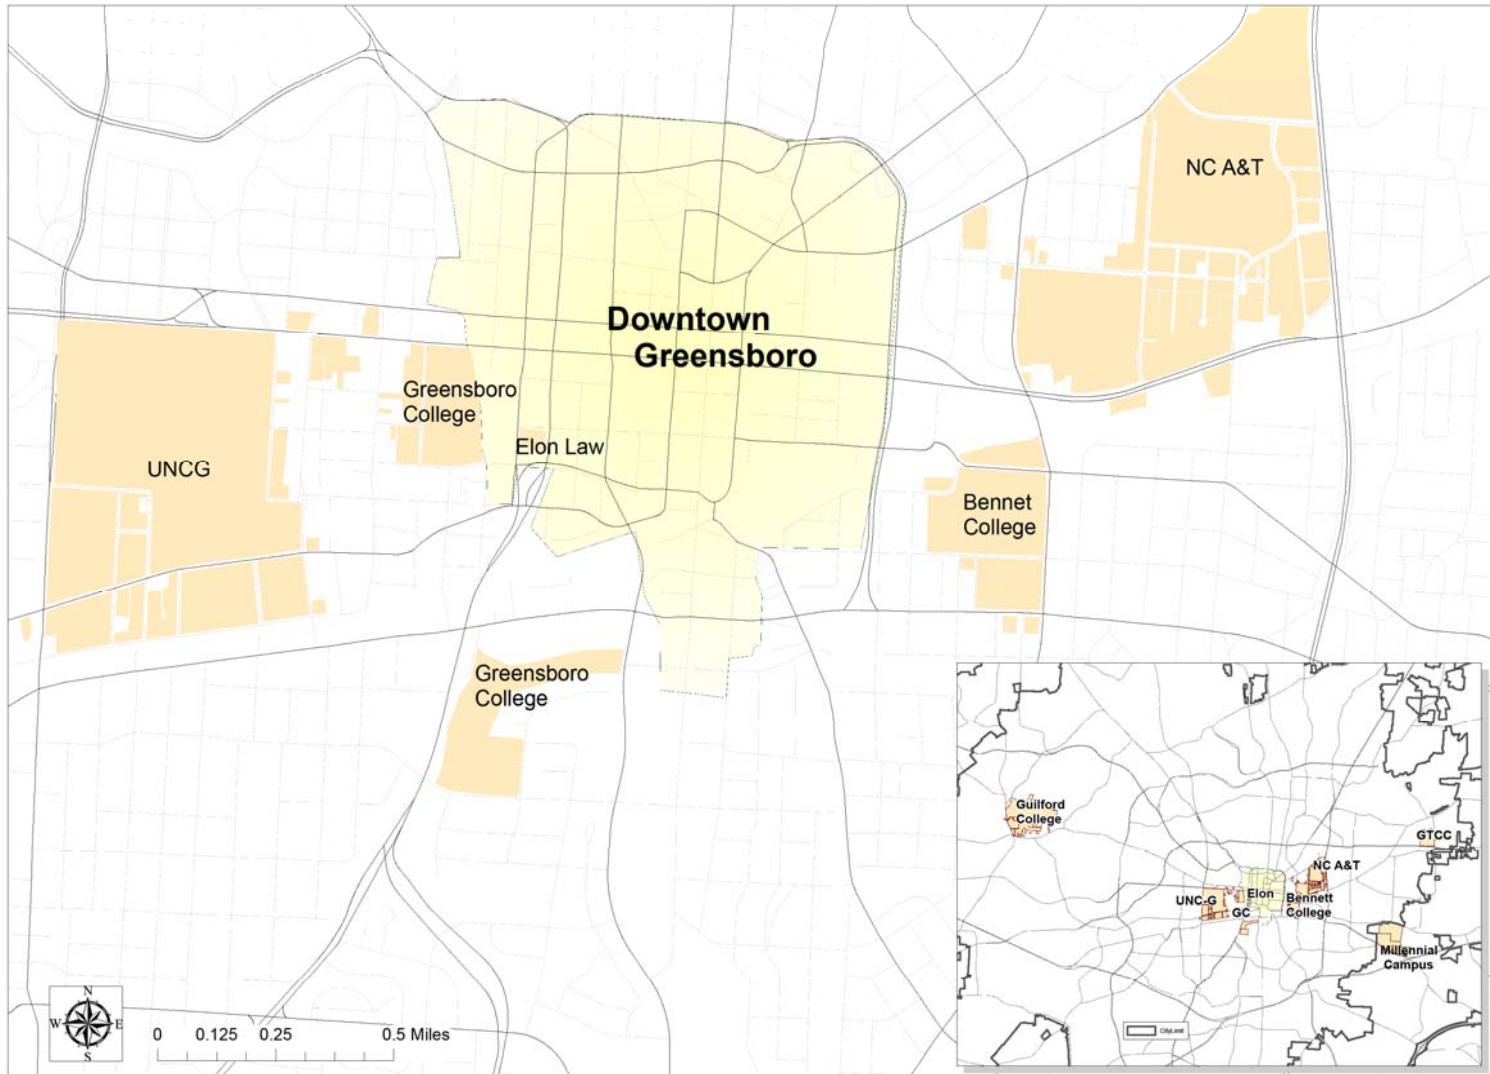 NC A&T
Downtown
Greensboro
Greensboro
College
Elon Law
UNCG
Bennet
College
Greensboro
College
Guilford
College
GTCC
NC A&T
UNC-G
Elon
Bennett
College
GC
Millennial
Campus
CityLimit
N
W
E
S
0
0.125
0.25
0.5 Miles